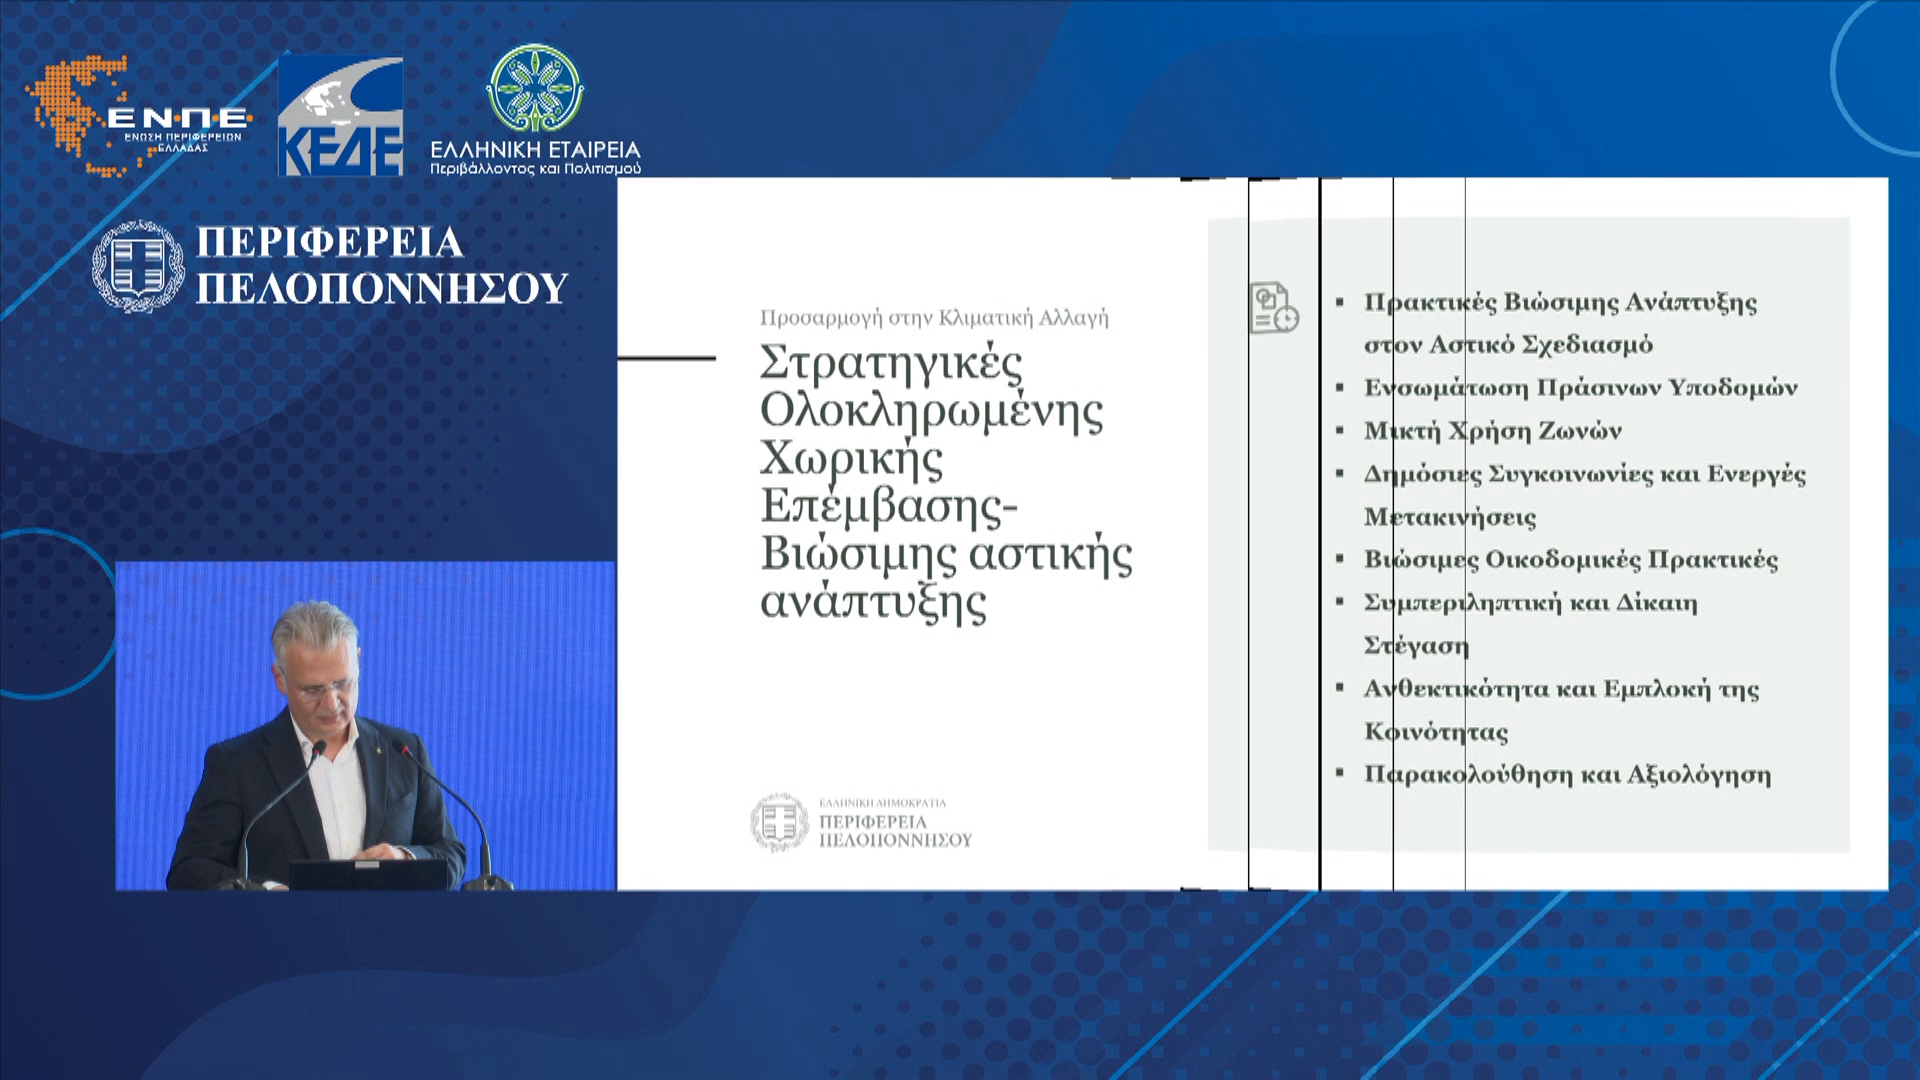 ΕΝΠΕ
ΕΝΩΣΗ ΠΕΡΙΦΕΡΕΙΩΝ
ΕΛΛΑΔΑΣ
ΚΕΔΕ
ΕΛΛΗΝΙΚΗ ΕΤΑΙΡΕΙΑ
Περιβάλλοντος και Πολιτισμού
ΠΕΡΙΦΕΡΕΙΑ
ΠΕΛΟΠΟΝΝΗΣΟΥ
Προσαρμογή στην Κλιματική Αλλαγή
Στρατηγικές
Ολοκληρωμένης
Χωρικής
Επέμβασης-
Βιώσιμης αστικής
ανάπτυξης
ΕΛΛΗΝΙΚΗ ΔΗΜΟΚΡΑΤΙΑ
ΠΕΡΙΦΕΡΕΙΑ
ΠΕΛΟΠΟΝΝΗΣΟΥ
▪ Πρακτικές Βιώσιμης Ανάπτυξης
στον Αστικό Σχεδιασμό
▪ Ενσωμάτωση Πράσινων Υποδομών
▪ Μικτή Χρήση Ζωνών
▪ Δημόσιες Συγκοινωνίες και Ενεργές
Μετακινήσεις
▪ Βιώσιμες Οικοδομικές Πρακτικές
▪ Συμπεριληπτική και Δίκαιη
Στέγαση
▪ Ανθεκτικότητα και Εμπλοκή της
Κοινότητας
▪ Παρακολούθηση και Αξιολόγηση